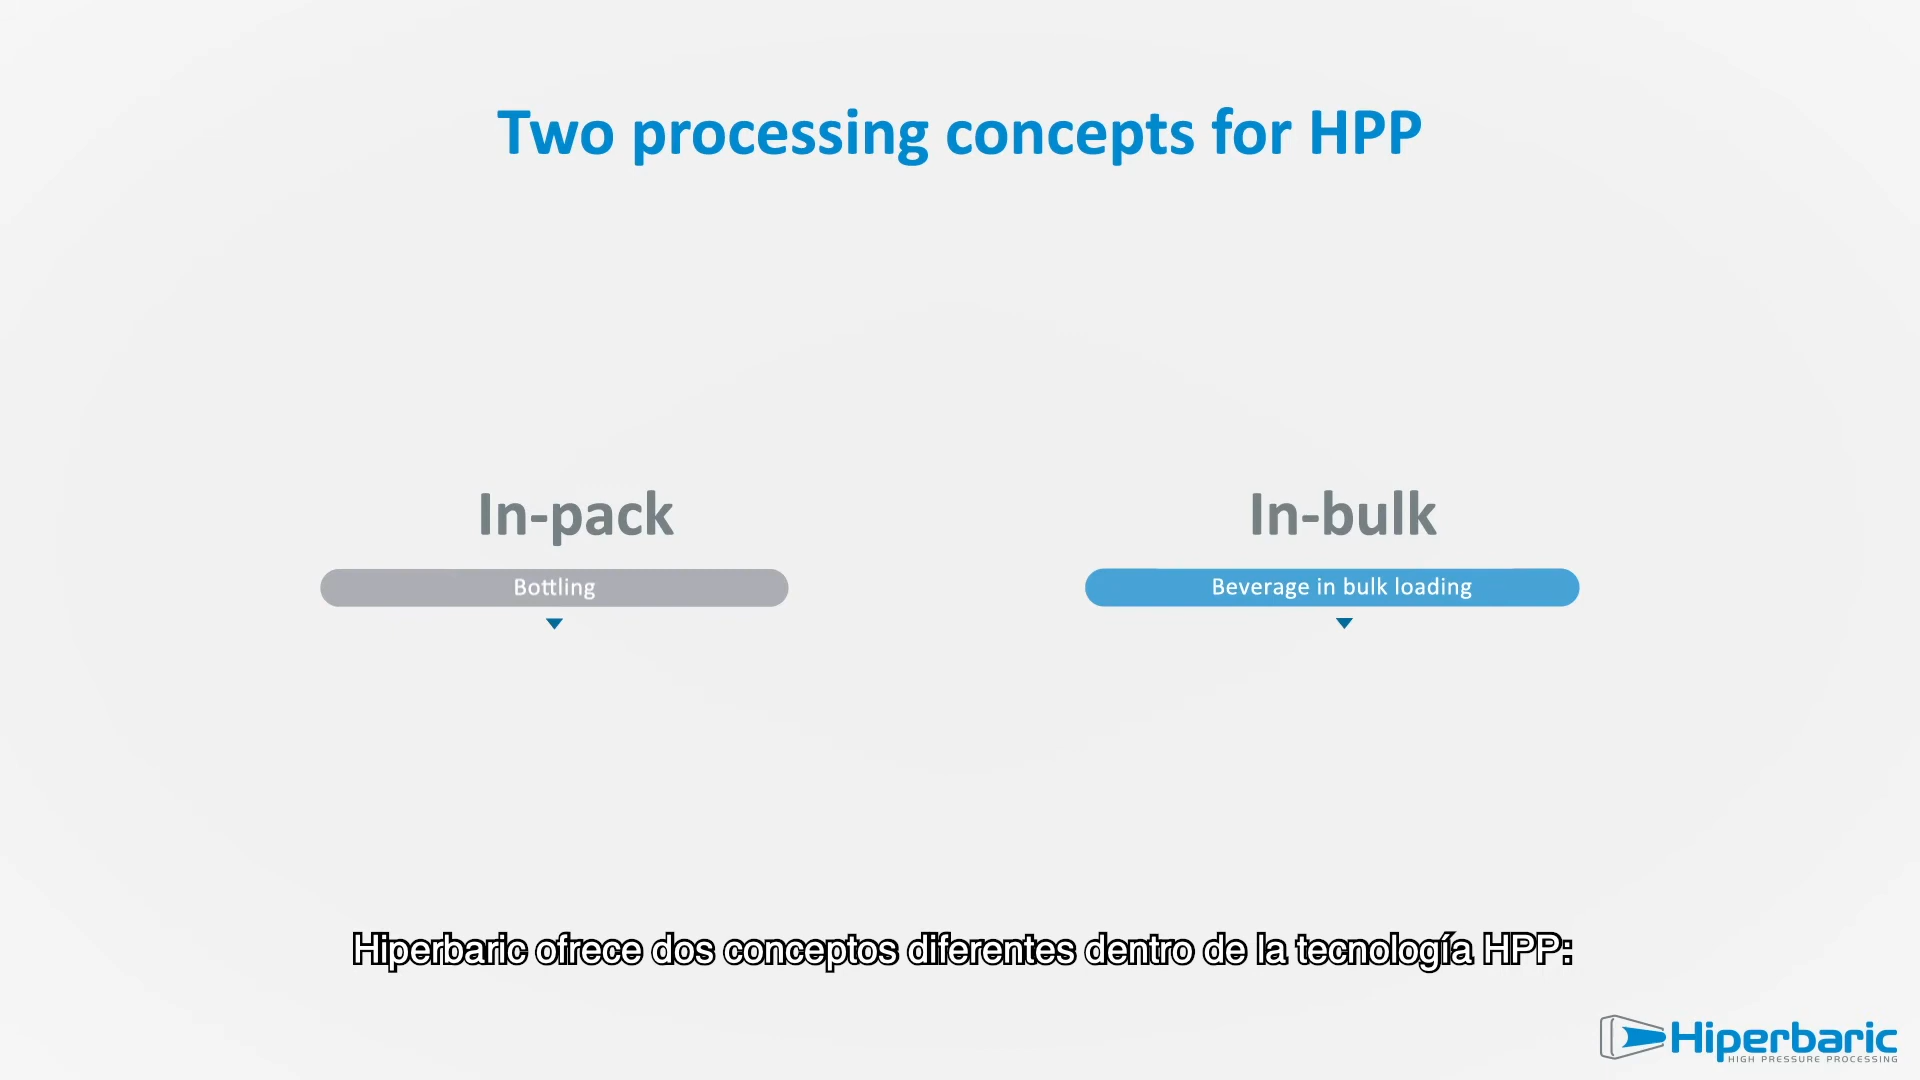 Two processing concepts for HPP
In-pack
Bottling
In-bulk
Beverage in bulk loading
Hiperbaric ofrece dos conceptos diferentes dentro de la tecnología HPP:
Hiperbaric
HIGH PRESSURE PROCESSING